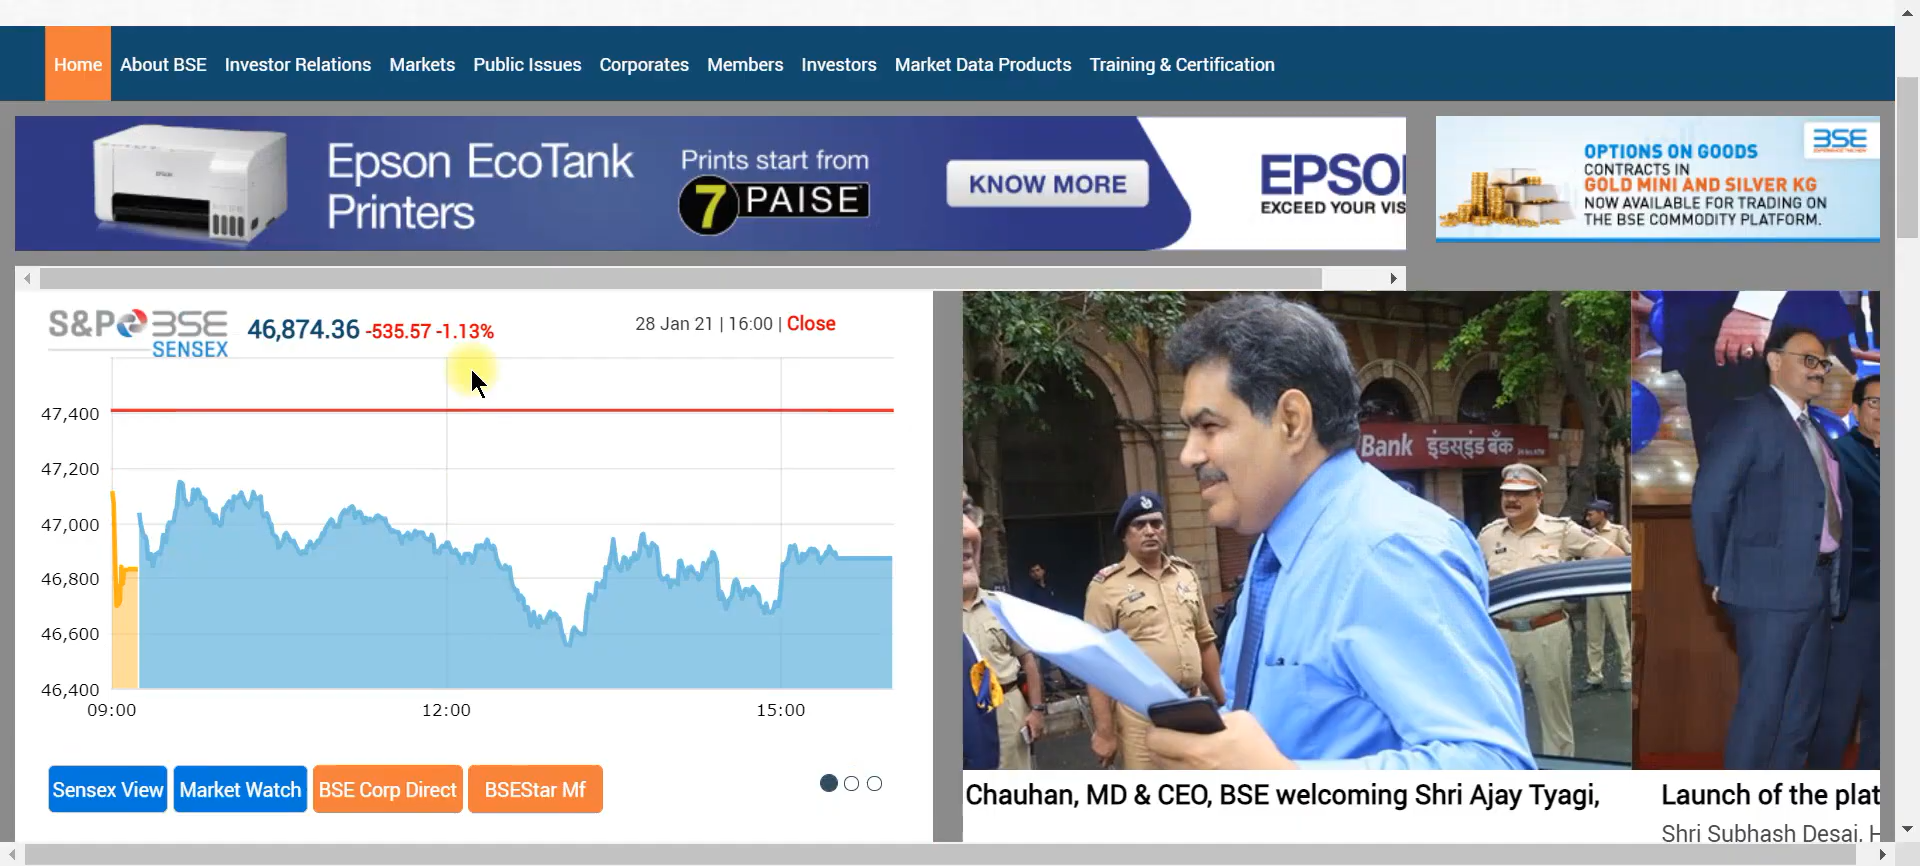 Home About BSE Investor Relations Markets Public Issues Corporates Members Investors Market Data Products Training & Certification
Epson EcoTank
Printers
Prints start from
7 PAISE
KNOW MORE
EPSO
EXCEED YOUR VIS
BSE
OPTIONS ON GOODS
CONTRACTS IN
GOLD MINI AND SILVER KG
NOW AVAILABLE FOR TRADING ON
THE BSE COMMODITY PLATFORM.
S&P BSE
SENSEX
46,874.36 -535.57 -1.13%
28 Jan 21 | 16:00 | Close
47,400
47,200
47,000
46,800
46,600
46,400
09:00 12:00 15:00
Sensex View Market Watch BSE Corp Direct BSEStar Mf
Bank इंडसइंड बैंक
Chauhan, MD & CEO, BSE welcoming Shri Ajay Tyagi,
Launch of the plat
Shri Subhash Desai, H